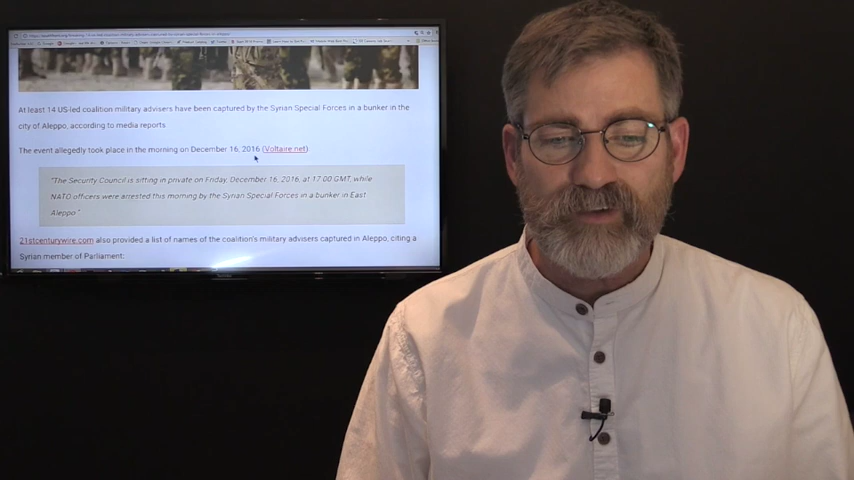 At least 14 US-led coalition military advisers have been captured by the Syrian Special Forces in a bunker in the
city of Aleppo, according to media reports
The event allegedly took place in the morning on December 16, 2016 (Voltaire.net)
"The Security Council is sitting in private on Friday, December 16, 2016, at 17:00 GMT, while
NATO officers were arrested this morning by the Syrian Special Forces in a bunker in East
Aleppo"
21stcenturywire.com also provided a list of names of the coalition's military advisers captured in Aleppo, citing a
Syrian member of Parliament: